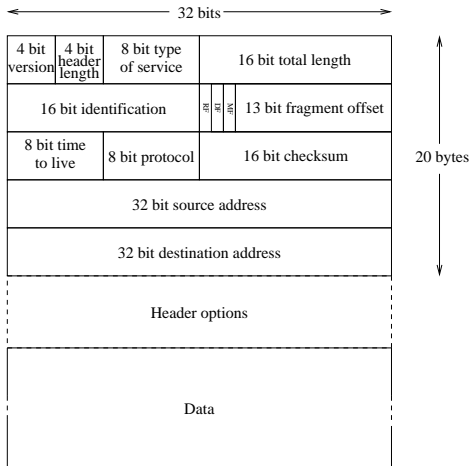 32 bits
4 bit version
4 bit header length
8 bit type of service
16 bit total length
16 bit identification
RF
DF
MF
13 bit fragment offset
8 bit time to live
8 bit protocol
16 bit checksum
20 bytes
32 bit source address
32 bit destination address
Header options
Data